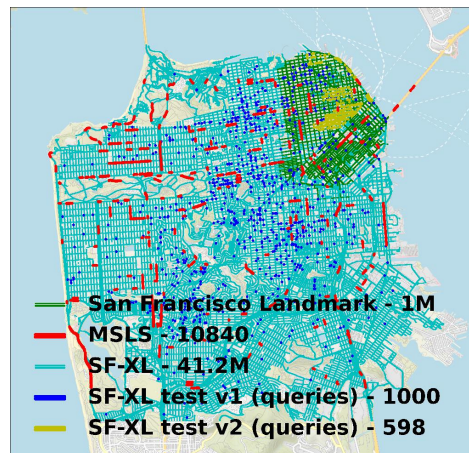 San Francisco Landmark - 1M
MSLS - 10840
SF-XL - 41.2M
SF-XL test v1 (queries) - 1000
SF-XL test v2 (queries) - 598